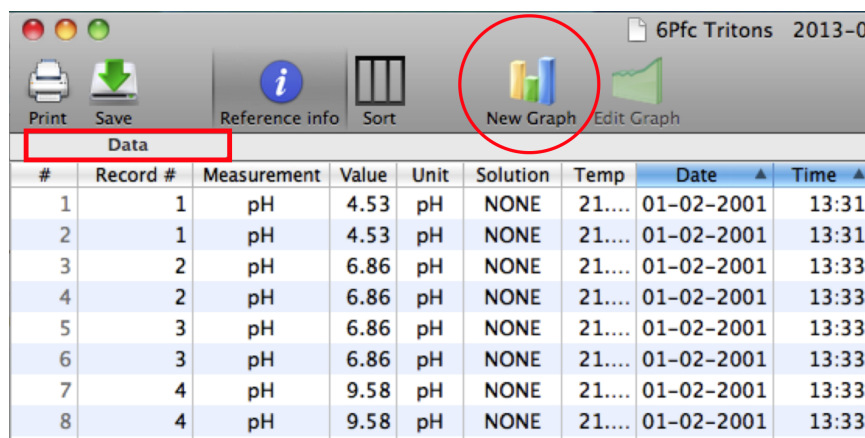 6Pfc Tritons 2013-0
Print Save Reference info Sort New Graph Edit Graph
Data
# Record # Measurement Value Unit Solution Temp Date Time
1 1 pH 4.53 pH NONE 21.... 01-02-2001 13:31
2 1 pH 4.53 pH NONE 21.... 01-02-2001 13:31
3 2 pH 6.86 pH NONE 21.... 01-02-2001 13:33
4 2 pH 6.86 pH NONE 21.... 01-02-2001 13:33
5 3 pH 6.86 pH NONE 21.... 01-02-2001 13:33
6 3 pH 6.86 pH NONE 21.... 01-02-2001 13:33
7 4 pH 9.58 pH NONE 21.... 01-02-2001 13:33
8 4 pH 9.58 pH NONE 21.... 01-02-2001 13:33